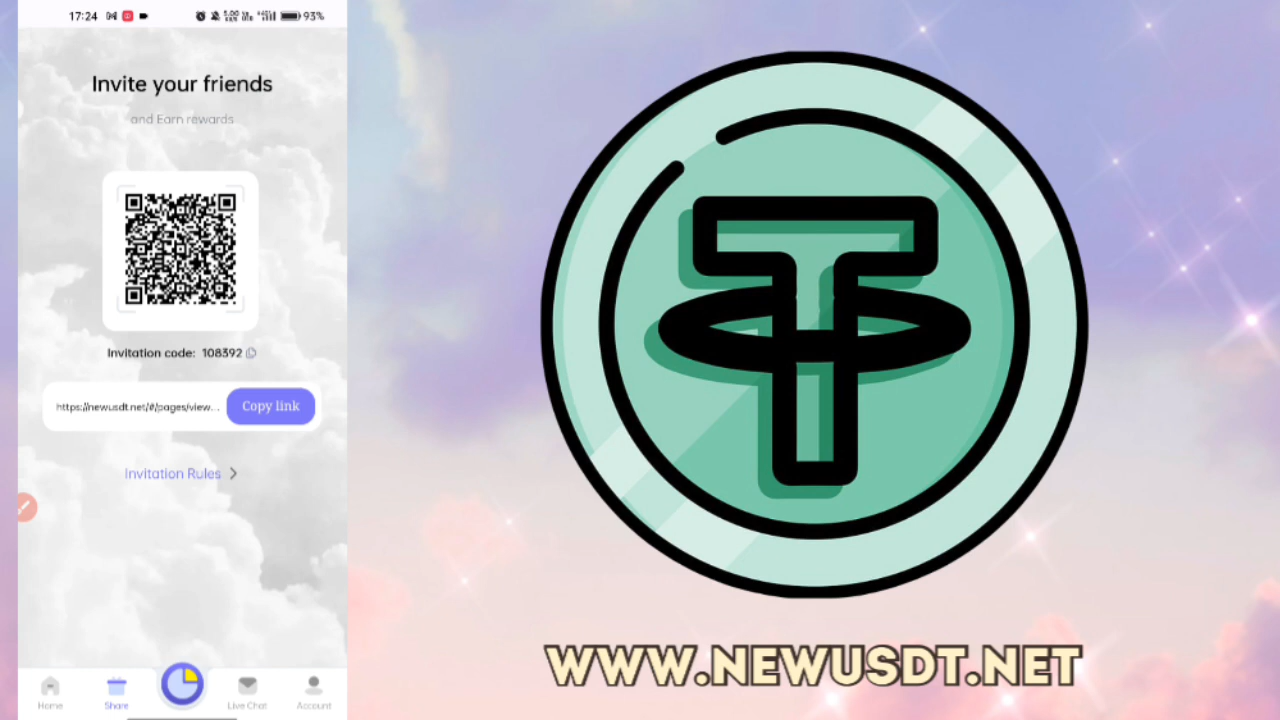 17:24
93%
Invite your friends
and Earn rewards
Invitation code: 108392
https://newusdt.net/#/pages/view...
Copy link
Invitation Rules
Home
Share
Live Chat
Account
WWW.NEWUSDT.NET